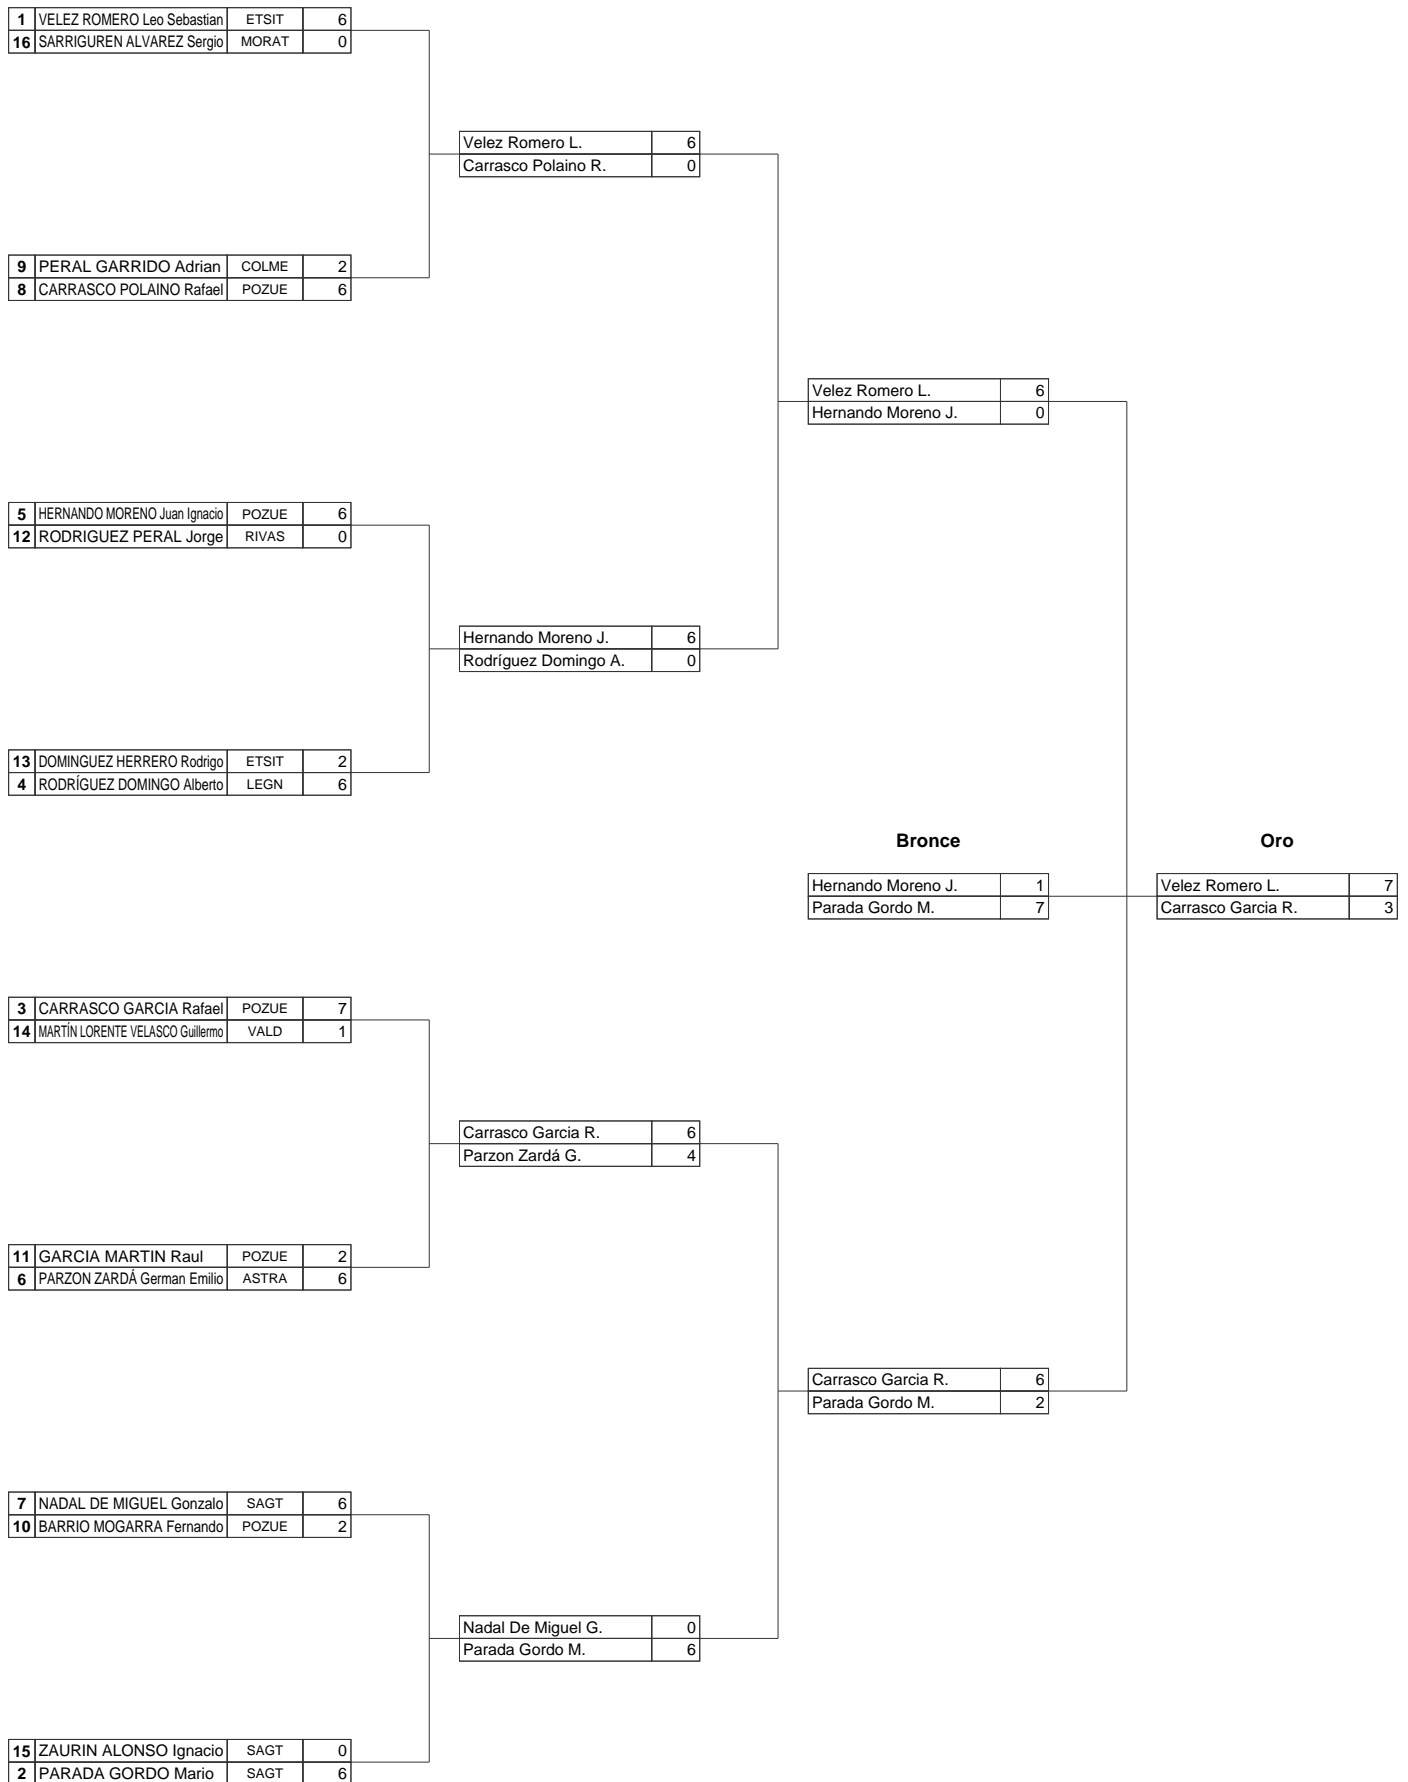 1 VELEZ ROMERO Leo Sebastian ETSIT 6
16 SARRIGUREN ALVAREZ Sergio MORAT 0
Velez Romero L. 6
Carrasco Polaino R. 0
9 PERAL GARRIDO Adrian COLME 2
8 CARRASCO POLAINO Rafael POZUE 6
Velez Romero L. 6
Hernando Moreno J. 0
5 HERNANDO MORENO Juan Ignacio POZUE 6
12 RODRIGUEZ PERAL Jorge RIVAS 0
Hernando Moreno J. 6
Rodríguez Domingo A. 0
13 DOMINGUEZ HERRERO Rodrigo ETSIT 2
4 RODRÍGUEZ DOMINGO Alberto LEGN 6
Bronce Oro
Hernando Moreno J. 1 Velez Romero L. 7
Parada Gordo M. 7 Carrasco Garcia R. 3
3 CARRASCO GARCIA Rafael POZUE 7
14 MARTÍN LORENTE VELASCO Guillermo VALD 1
Carrasco Garcia R. 6
Parzon Zardá G. 4
11 GARCIA MARTIN Raul POZUE 2
6 PARZON ZARDÁ German Emilio ASTRA 6
Carrasco Garcia R. 6
Parada Gordo M. 2
7 NADAL DE MIGUEL Gonzalo SAGT 6
10 BARRIO MOGARRA Fernando POZUE 2
Nadal De Miguel G. 0
Parada Gordo M. 6
15 ZAURIN ALONSO Ignacio SAGT 0
2 PARADA GORDO Mario SAGT 6